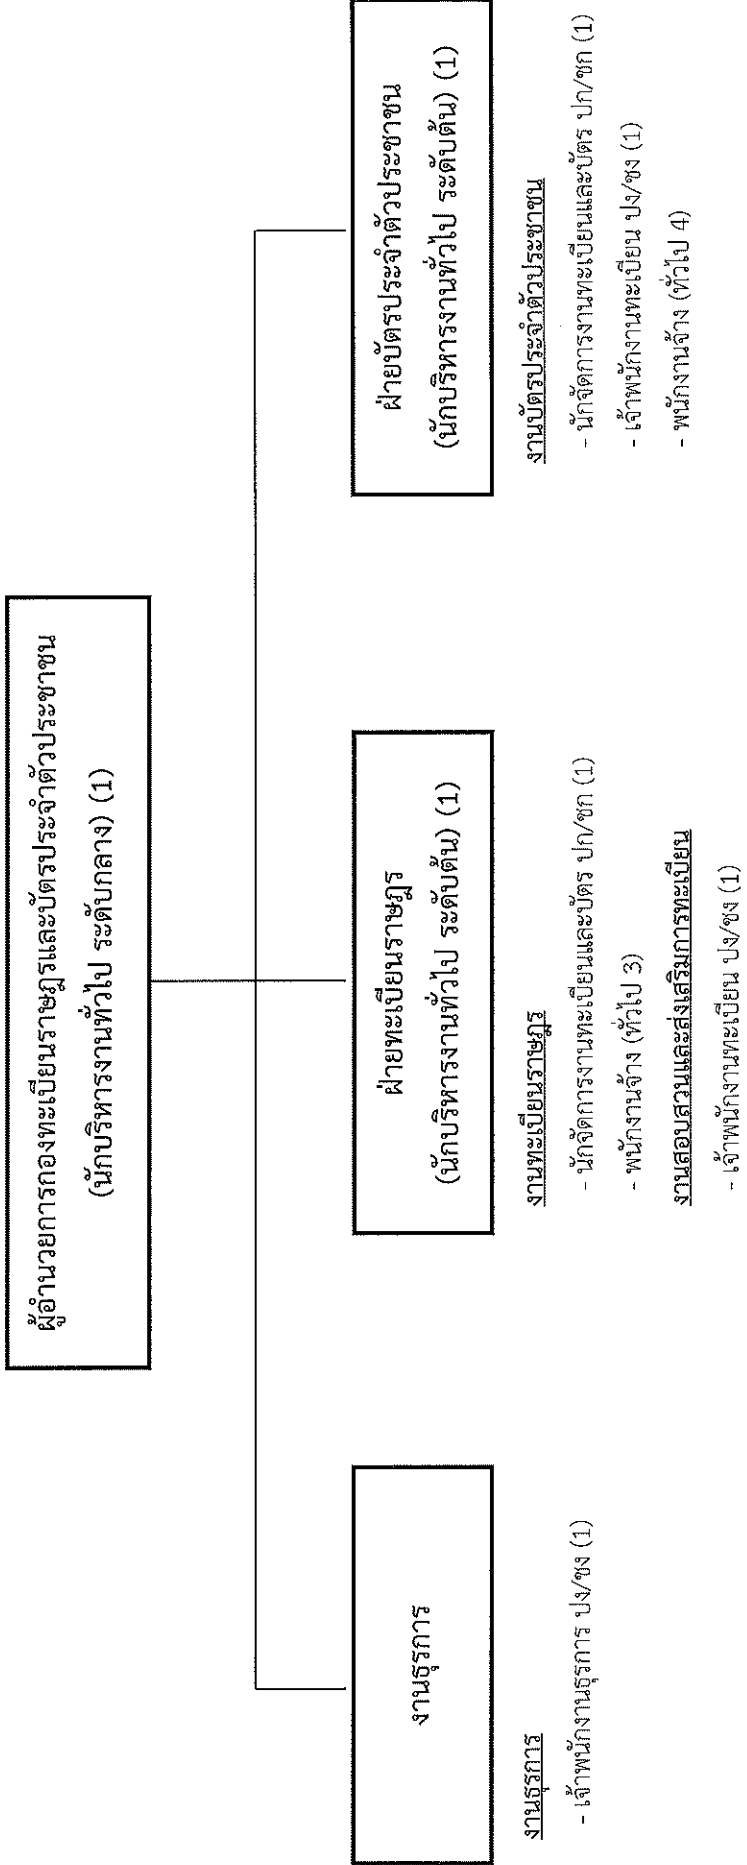 ผู้อำนวยการกองทะเบียนราษฎรและบัตรประจำตัวประชาชน
(นักบริหารงานทั่วไป ระดับกลาง) (1)
งานธุรการ
งานธุรการ
- เจ้าพนักงานธุรการ ปง/ชง (1)
ฝ่ายทะเบียนราษฎร
(นักบริหารงานทั่วไป ระดับต้น) (1)
งานทะเบียนราษฎร
- นักจัดการงานทะเบียนและบัตร ปก/ชก (1)
- พนักงานจ้าง (ทั่วไป 3)
งานสอบสวนและส่งเสริมการทะเบียน
- เจ้าพนักงานทะเบียน ปง/ชง (1)
ฝ่ายบัตรประจำตัวประชาชน
(นักบริหารงานทั่วไป ระดับต้น) (1)
งานบัตรประจำตัวประชาชน
- นักจัดการงานทะเบียนและบัตร ปก/ชก (1)
- เจ้าพนักงานทะเบียน ปง/ชง (1)
- พนักงานจ้าง (ทั่วไป 4)